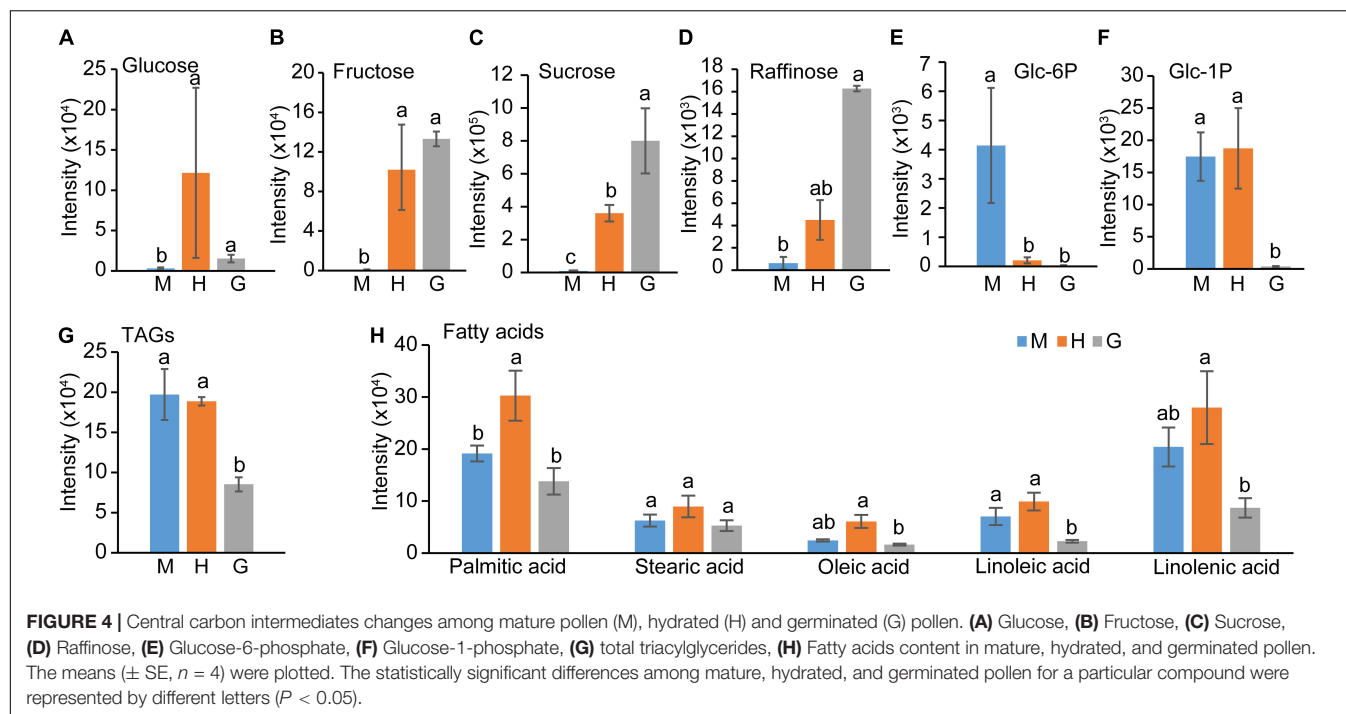 A
Glucose
Intensity (x10⁴)
25
20
15
10
5
0
b
a
a
M H G
B
Fructose
Intensity (x10⁴)
20
16
12
8
4
0
b
a
a
M H G
C
Sucrose
Intensity (x10⁵)
12
10
8
6
4
2
0
c
b
a
M H G
D
Raffinose
Intensity (x10³)
18
16
14
12
10
8
6
4
2
0
b
ab
a
M H G
E
Glc-6P
Intensity (x10³)
7
6
5
4
3
2
1
0
a
b
b
M H G
F
Glc-1P
Intensity (x10³)
30
25
20
15
10
5
0
a
a
b
M H G
G
TAGs
Intensity (x10⁴)
25
20
15
10
5
0
a
a
b
M H G
H
Fatty acids
M H G
Intensity (x10⁴)
40
30
20
10
0
b a b
a a a
ab a b
a a b
ab a b
Palmitic acid Stearic acid Oleic acid Linoleic acid Linolenic acid
FIGURE 4 | Central carbon intermediates changes among mature pollen (M), hydrated (H) and germinated (G) pollen. (A) Glucose, (B) Fructose, (C) Sucrose,
(D) Raffinose, (E) Glucose-6-phosphate, (F) Glucose-1-phosphate, (G) total triacylglycerides, (H) Fatty acids content in mature, hydrated, and germinated pollen.
The means (± SE, n = 4) were plotted. The statistically significant differences among mature, hydrated, and germinated pollen for a particular compound were
represented by different letters (P < 0.05).